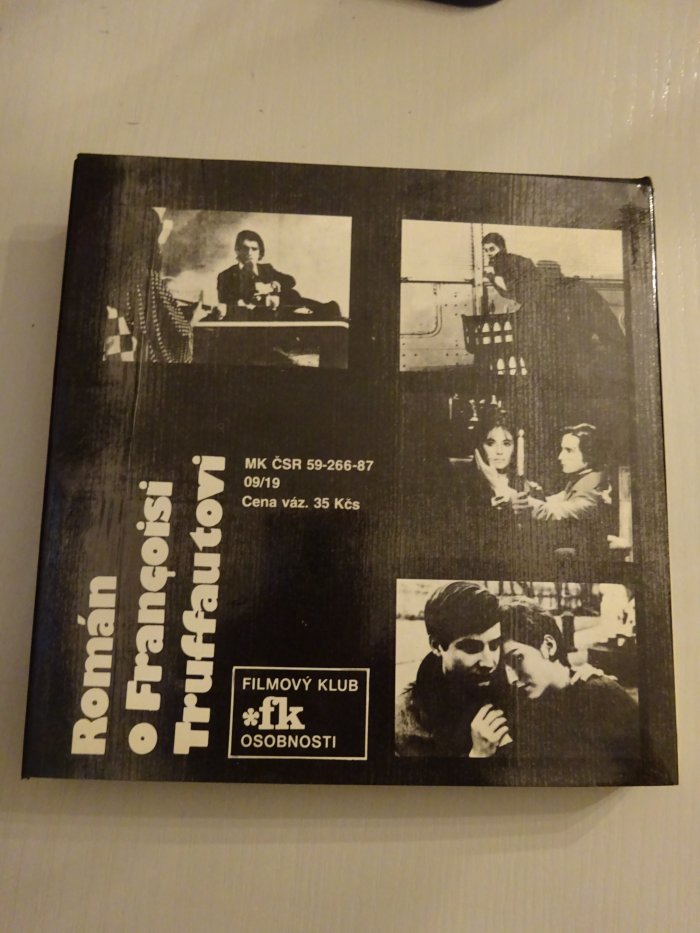 MK ČSR 59-266-87
09/19
Cena váz. 35 Kčs
Román
o Françoisi
Truffautovi
FILMOVÝ KLUB
*fk
OSOBNOSTI